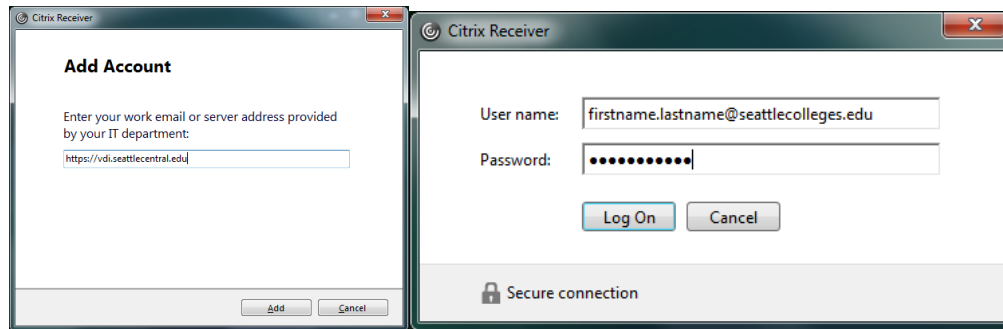 Citrix Receiver
Add Account
Enter your work email or server address provided
by your IT department:
https://vdi.seattlecentral.edu
Add
Cancel
Citrix Receiver
User name:
firstname.lastname@seattlecolleges.edu
Password:
●●●●●●●●●●●
Log On
Cancel
Secure connection